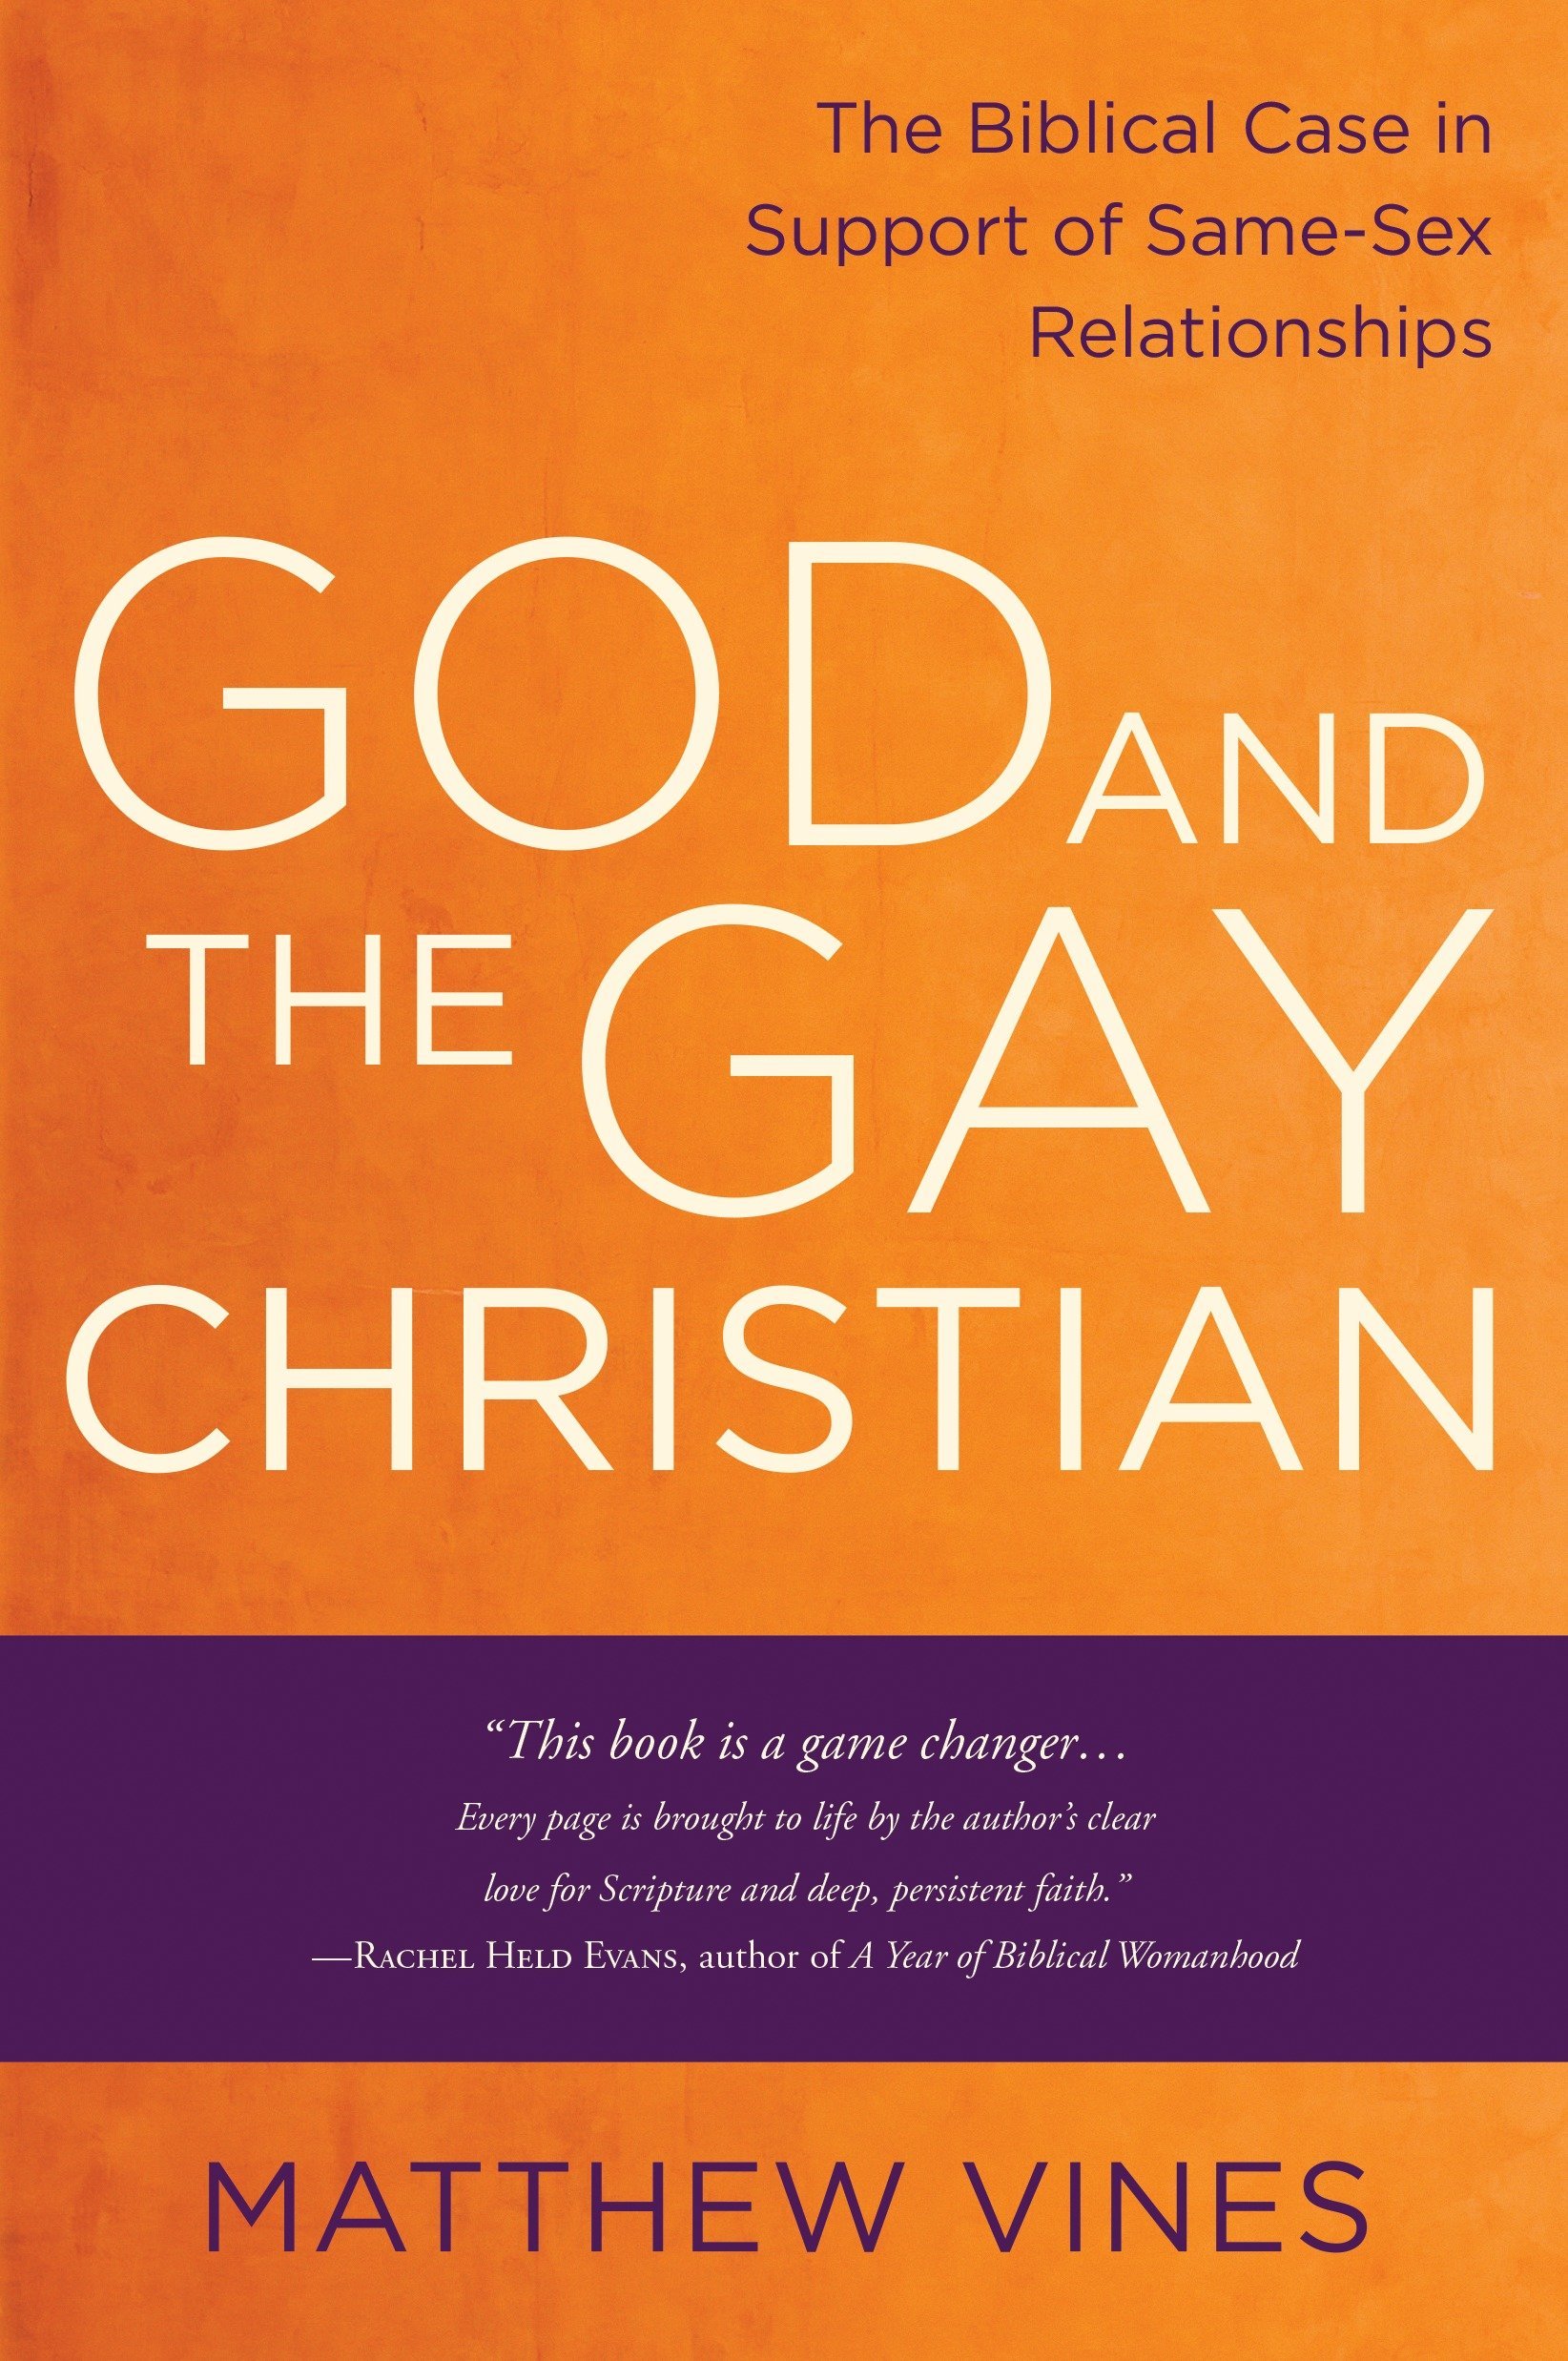 The Biblical Case in
Support of Same-Sex
Relationships
GOD AND
THE GAY
CHRISTIAN
“This book is a game changer…
Every page is brought to life by the author’s clear
love for Scripture and deep, persistent faith.”
—RACHEL HELD EVANS, author of A Year of Biblical Womanhood
MATTHEW VINES